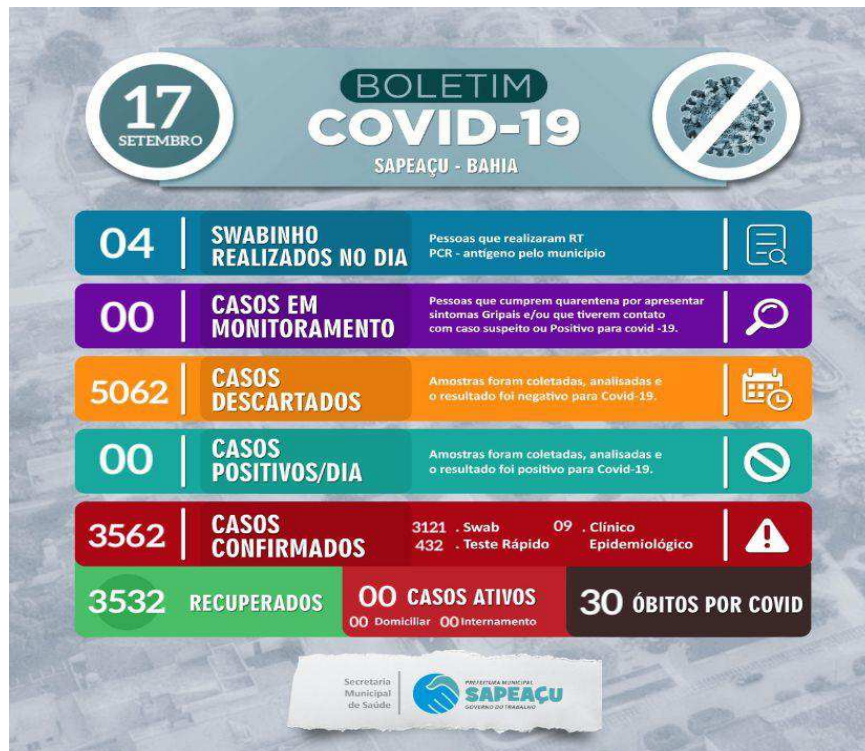 17
SETEMBRO
BOLETIM
COVID-19
SAPEAÇU - BAHIA
04
SWABINHO
REALIZADOS NO DIA
Pessoas que realizaram RT
PCR - antígeno pelo município
00
CASOS EM
MONITORAMENTO
Pessoas que cumprem quarentena por apresentar
sintomas Gripais e/ou que tiverem contato
com caso suspeito ou Positivo para covid -19.
5062
CASOS
DESCARTADOS
Amostras foram coletadas, analisadas e
o resultado foi negativo para Covid-19.
00
CASOS
POSITIVOS/DIA
Amostras foram coletadas, analisadas e
o resultado foi positivo para Covid-19.
3562
CASOS
CONFIRMADOS
3121 . Swab
432 . Teste Rápido
09 . Clínico
Epidemiológico
3532 RECUPERADOS
00 CASOS ATIVOS
00 Domiciliar 00 Internamento
30 ÓBITOS POR COVID
Secretaria
Municipal
de Saúde
PREFEITURA MUNICIPAL
SAPEAÇU
GOVERNO DO TRABALHO